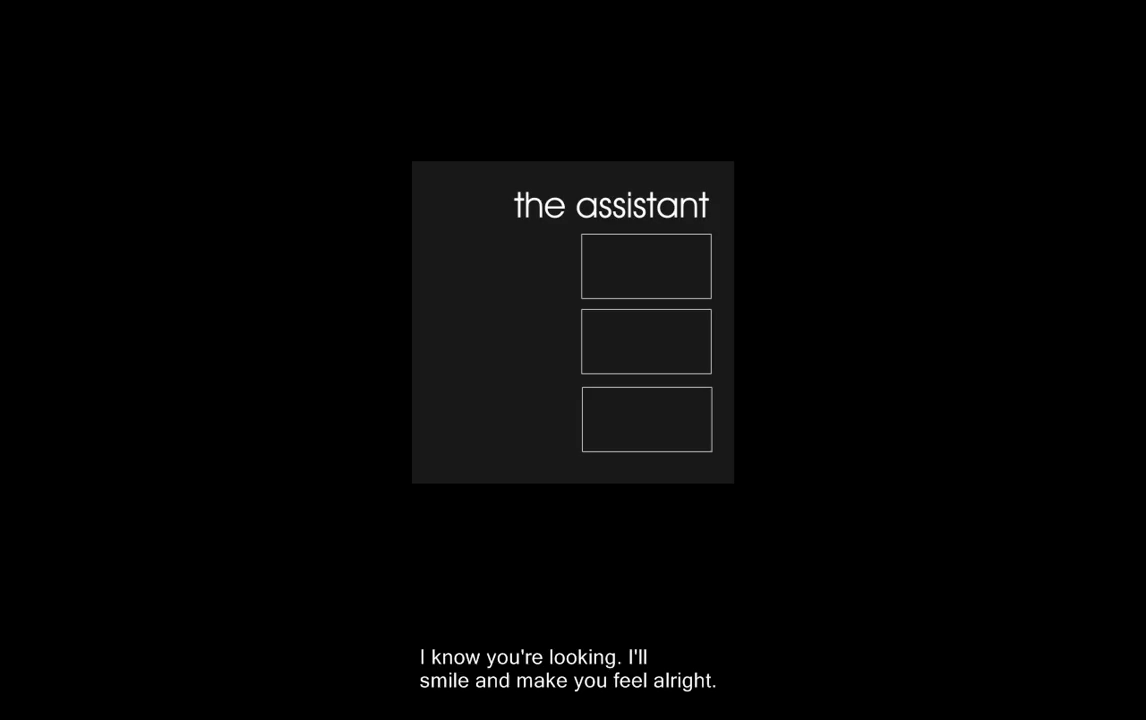 the assistant
I know you're looking. I'll
smile and make you feel alright.